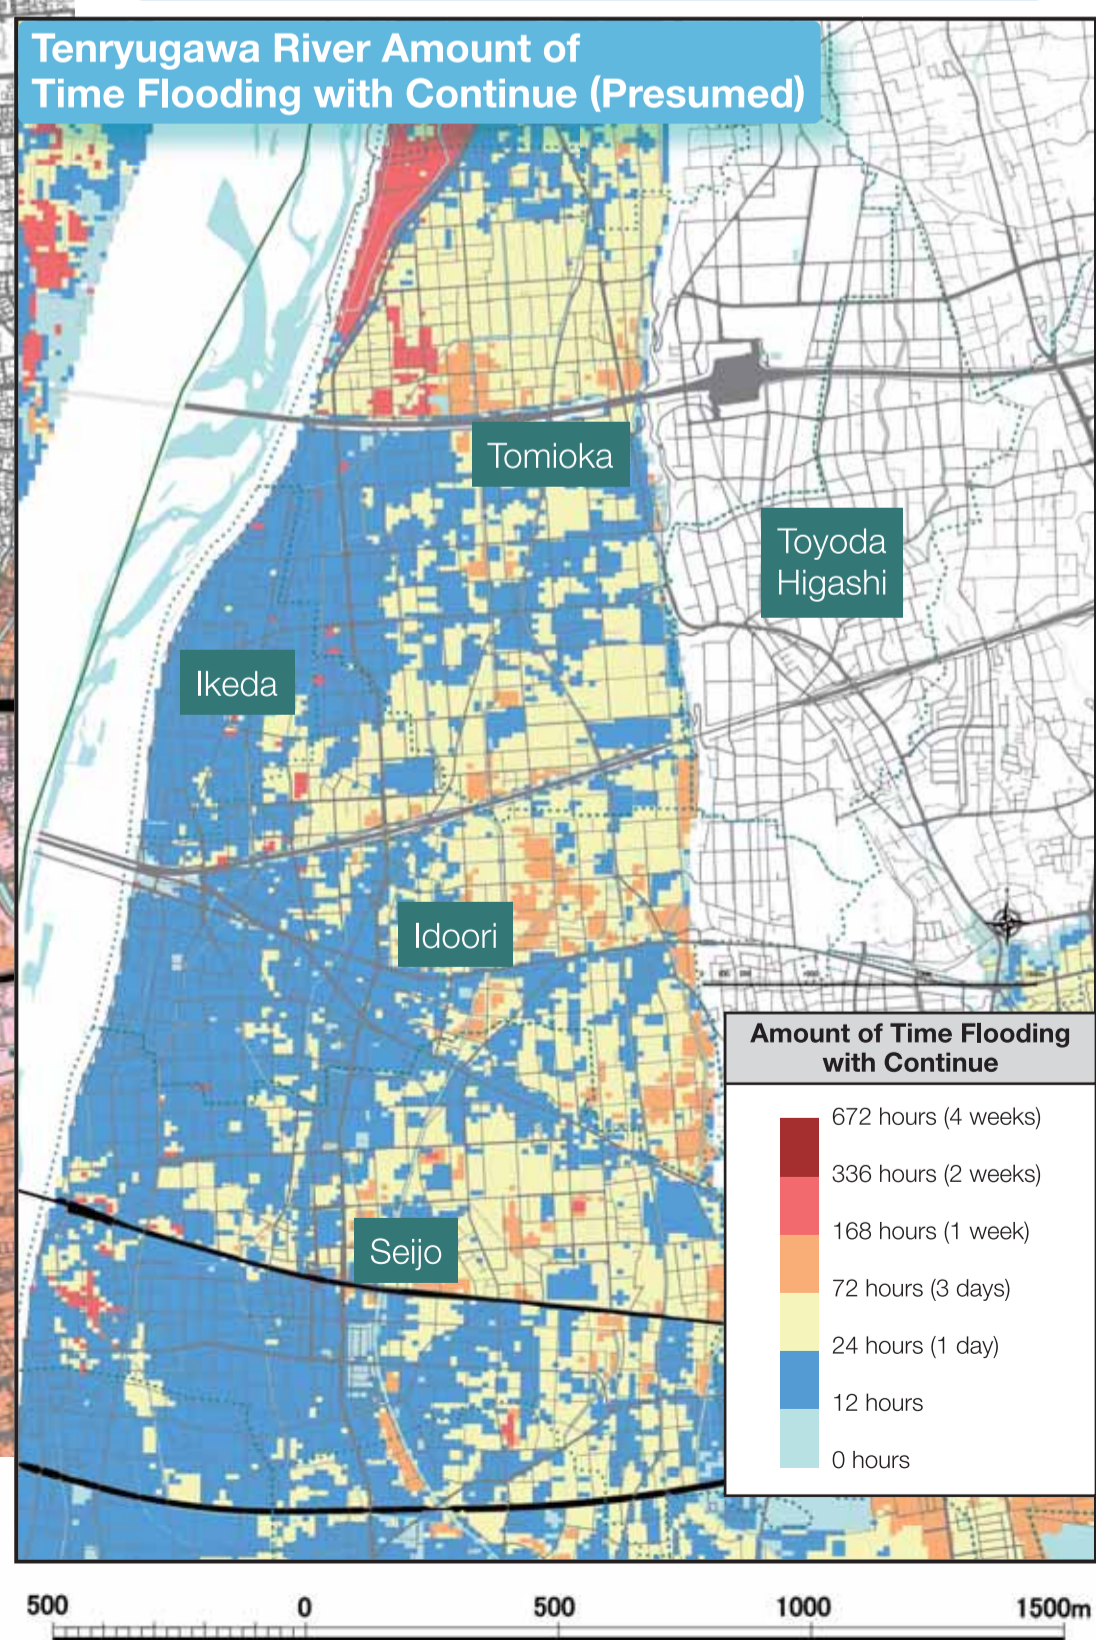 Tenryugawa River Amount of
Time Flooding with Continue (Presumed)
Tomioka
Toyoda
Higashi
Ikeda
Idoori
Seijo
Amount of Time Flooding
with Continue
672 hours (4 weeks)
336 hours (2 weeks)
168 hours (1 week)
72 hours (3 days)
24 hours (1 day)
12 hours
0 hours
500 0 500 1000 1500m